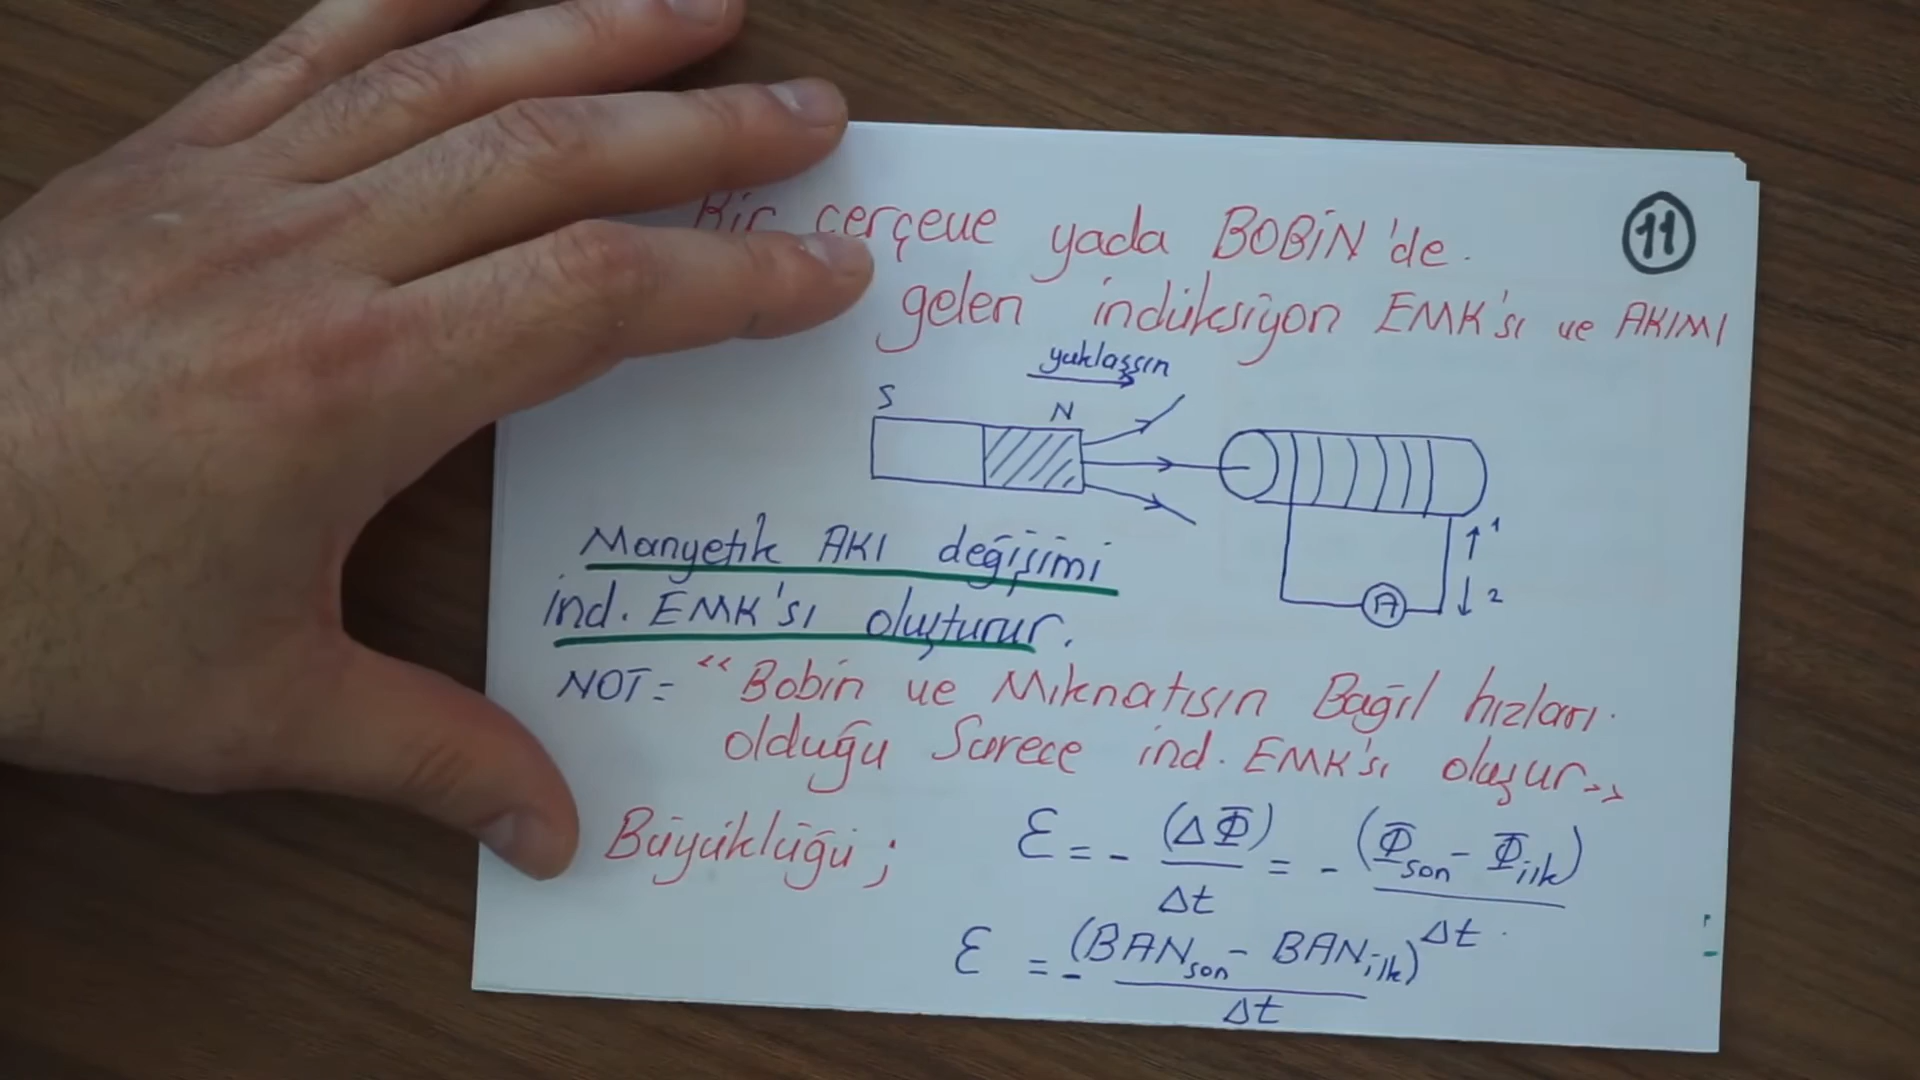 Bir çerçeve yada BOBİN'de.
11
gelen indüksiyon EMK'sı ve AKIMI
yaklaşsın
S
N
1
2
A
Manyetik AKI değişimi
ind. EMK'sı oluşturur.
NOT= "Bobin ve Mıknatısın Bağıl hızları
olduğu Sürece ind. EMK'sı oluşur"
Büyüklüğü; Ɛ = - (ΔΦ)/Δt = - (Φson - Φilk)/Δt
Ɛ = - (BANson - BANilk)/Δt